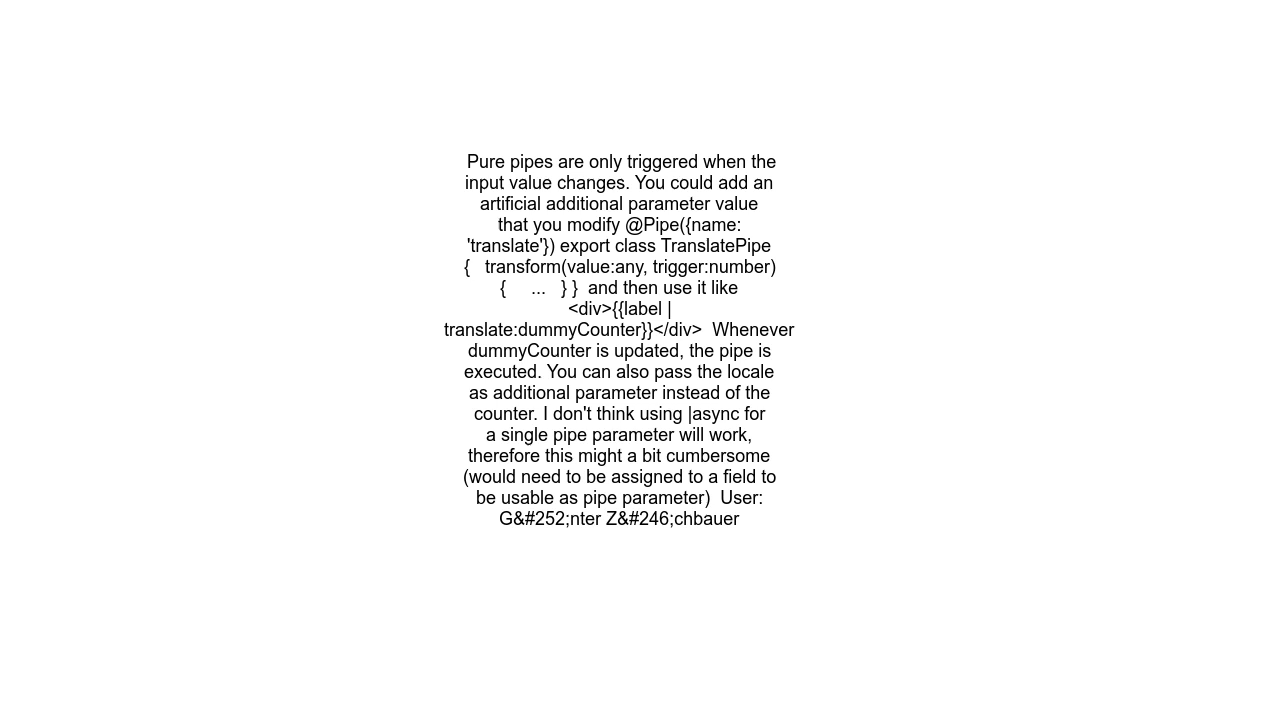 Pure pipes are only triggered when the
input value changes. You could add an
artificial additional parameter value
that you modify @Pipe({name:
'translate'}) export class TranslatePipe
{   transform(value:any, trigger:number)
{     ...   } }  and then use it like
<div>{{label |
translate:dummyCounter}}</div>  Whenever
dummyCounter is updated, the pipe is
executed. You can also pass the locale
as additional parameter instead of the
counter. I don't think using |async for
a single pipe parameter will work,
therefore this might a bit cumbersome
(would need to be assigned to a field to
be usable as pipe parameter)  User:
G&#252;nter Z&#246;chbauer